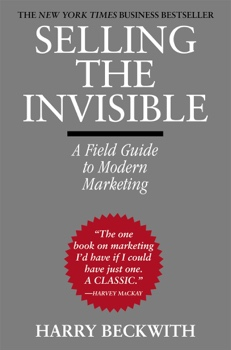 THE NEW YORK TIMES BUSINESS BESTSELLER
SELLING
THE
INVISIBLE
A Field Guide
to Modern
Marketing
"The one
book on marketing
I'd have if I could
have just one.
A CLASSIC."
—HARVEY MACKAY
HARRY BECKWITH